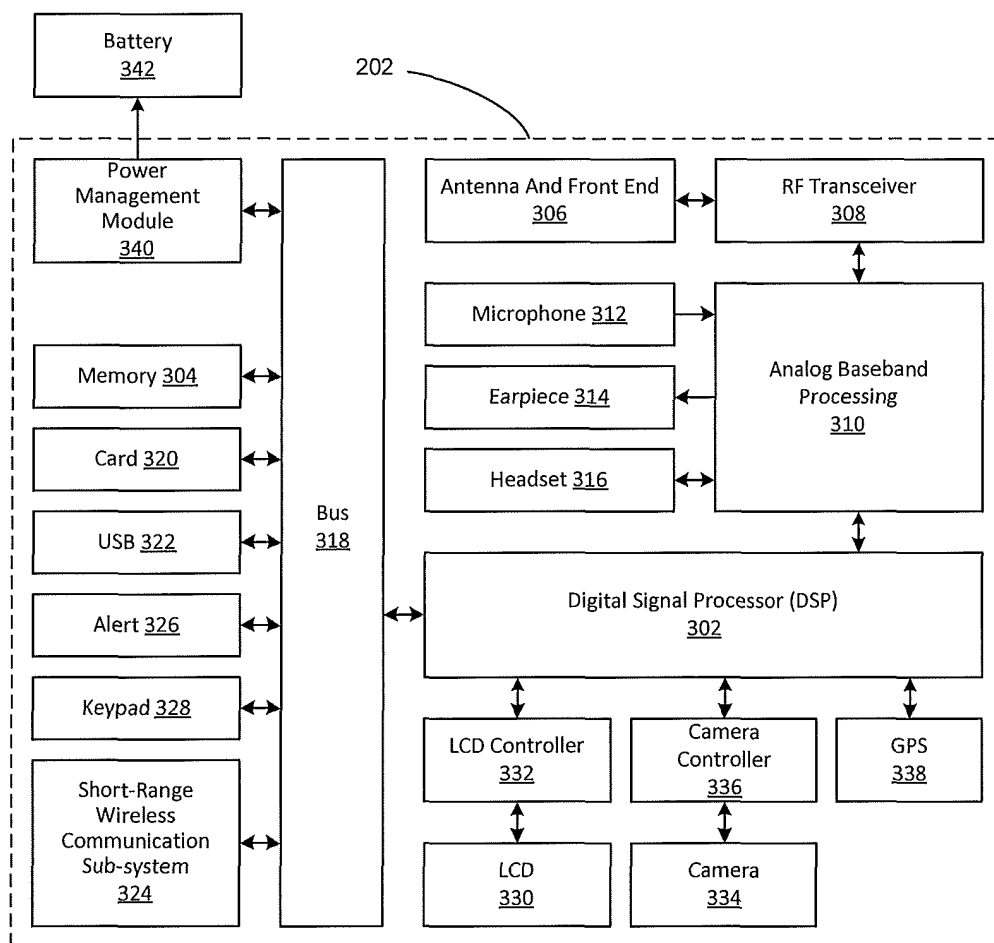 Battery
342
202
Power
Management
Module
340
Antenna And Front End
306
RF Transceiver
308
Microphone 312
Analog Baseband
Processing
310
Memory 304
Earpiece 314
Card 320
Headset 316
Bus
318
USB 322
Digital Signal Processor (DSP)
302
Alert 326
Keypad 328
LCD Controller
332
Camera
Controller
336
GPS
338
Short-Range
Wireless
Communication
Sub-system
324
LCD
330
Camera
334